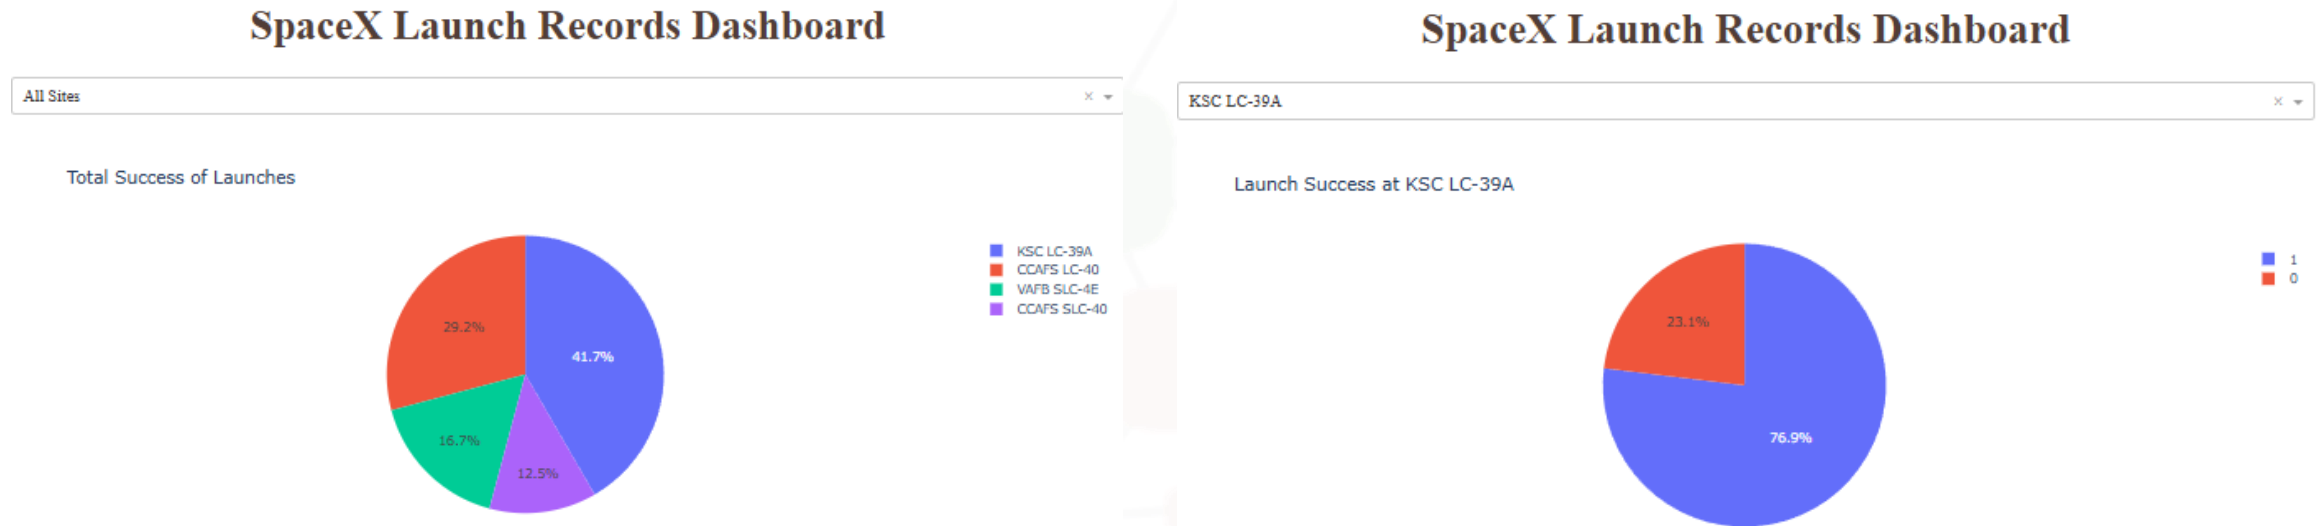 SpaceX Launch Records Dashboard
All Sites
Total Success of Launches
KSC LC-39A
CCAFS LC-40
VAFB SLC-4E
CCAFS SLC-40
29.2%
41.7%
16.7%
12.5%
SpaceX Launch Records Dashboard
KSC LC-39A
Launch Success at KSC LC-39A
1
0
23.1%
76.9%